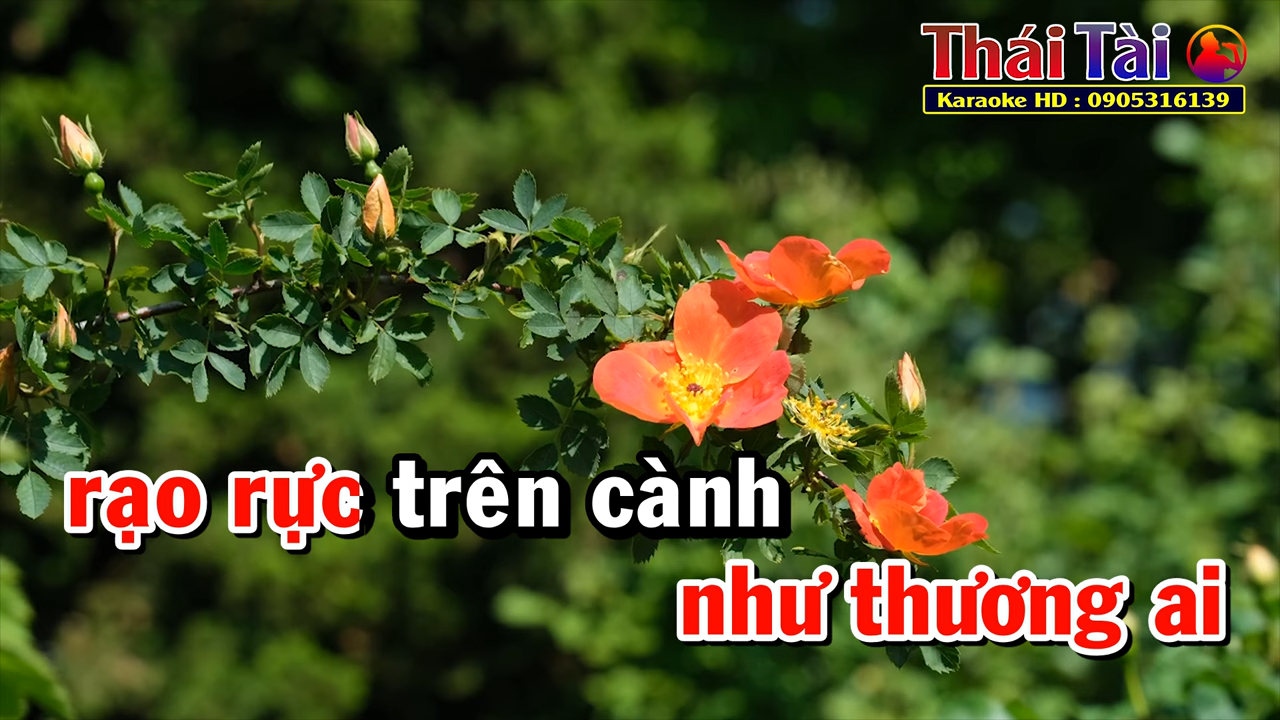 Thái Tài
Karaoke HD : 0905316139
rạo rực trên cành
như thương ai